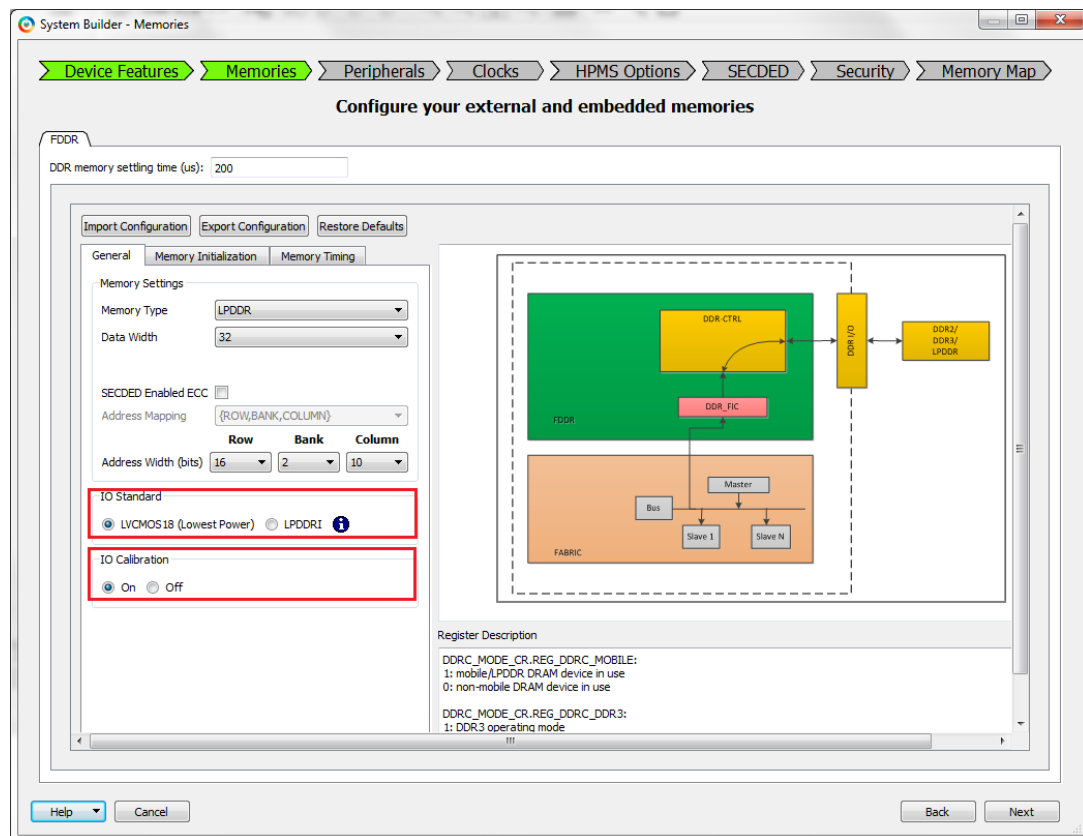 System Builder - Memories
Device Features Memories Peripherals Clocks HPMS Options SECDED Security Memory Map
Configure your external and embedded memories
FDDR
DDR memory settling time (us): 200
Import Configuration Export Configuration Restore Defaults
General Memory Initialization Memory Timing
Memory Settings
Memory Type LPDDR
Data Width 32
SECDED Enabled ECC
Address Mapping {ROW,BANK,COLUMN}
Row Bank Column
Address Width (bits) 16 2 10
IO Standard
LVCMOS18 (Lowest Power) LPDDRI
IO Calibration
On Off
DDR-CTRL
DDR I/O
DDR2/
DDR3/
LPDDR
DDR_FIC
FDDR
Master
Bus
Slave 1 Slave N
FABRIC
Register Description
DDRC_MODE_CR.REG_DDRC_MOBILE:
1: mobile/LPDDR DRAM device in use
0: non-mobile DRAM device in use
DDRC_MODE_CR.REG_DDRC_DDR3:
1: DDR3 operating mode
Help Cancel Back Next